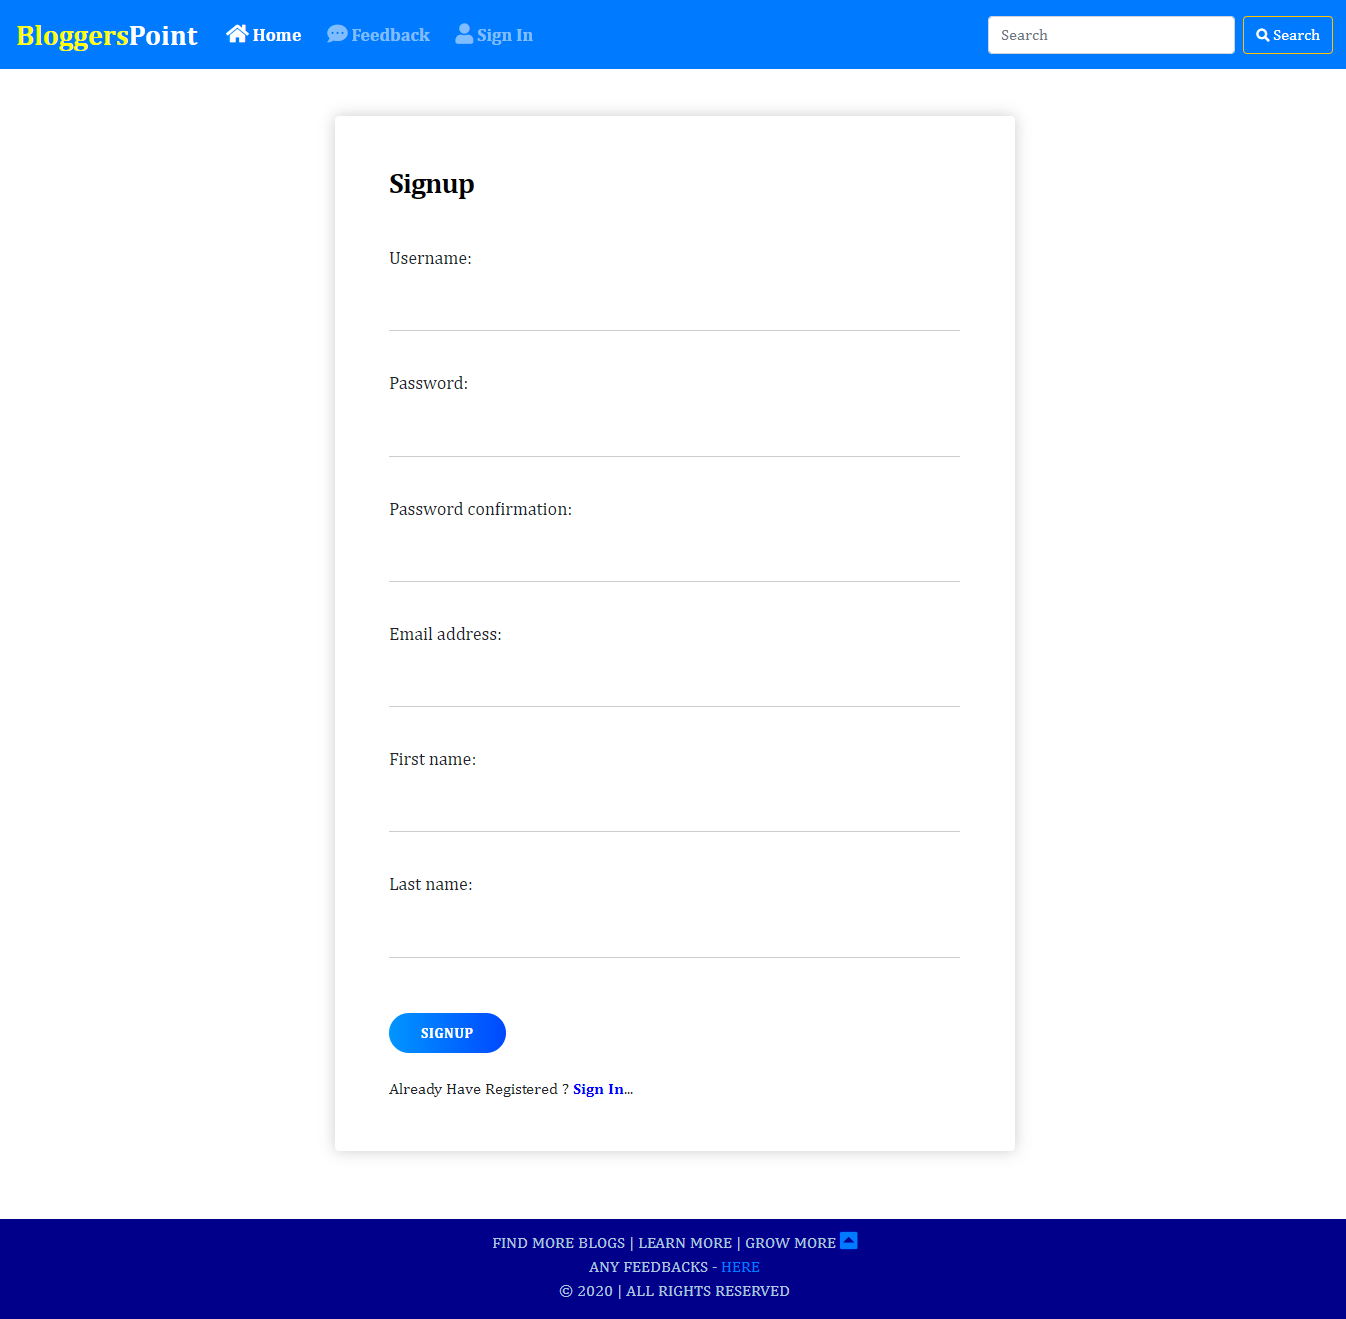 BloggersPoint Home Feedback Sign In Search Search
Signup
Username:
Password:
Password confirmation:
Email address:
First name:
Last name:
SIGNUP
Already Have Registered ? Sign In...
FIND MORE BLOGS | LEARN MORE | GROW MORE
ANY FEEDBACKS - HERE
© 2020 | ALL RIGHTS RESERVED